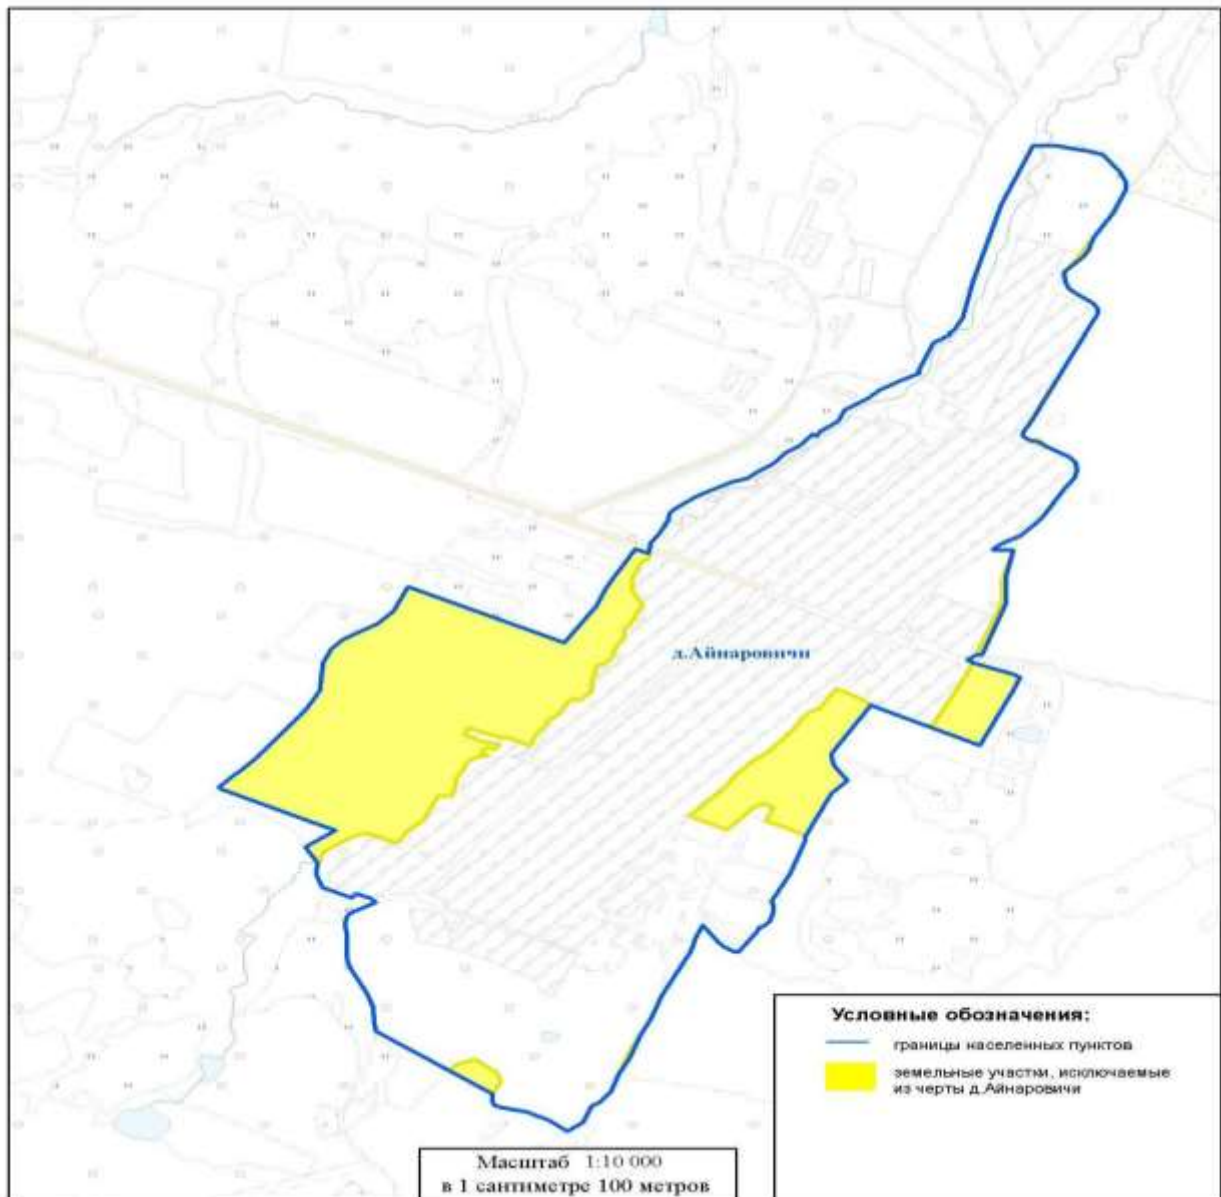 д.Айнаровичи
Условные обозначения:
границы населенных пунктов
земельные участки, исключаемые
из черты д.Айнаровичи
Масштаб 1:10 000
в 1 сантиметре 100 метров